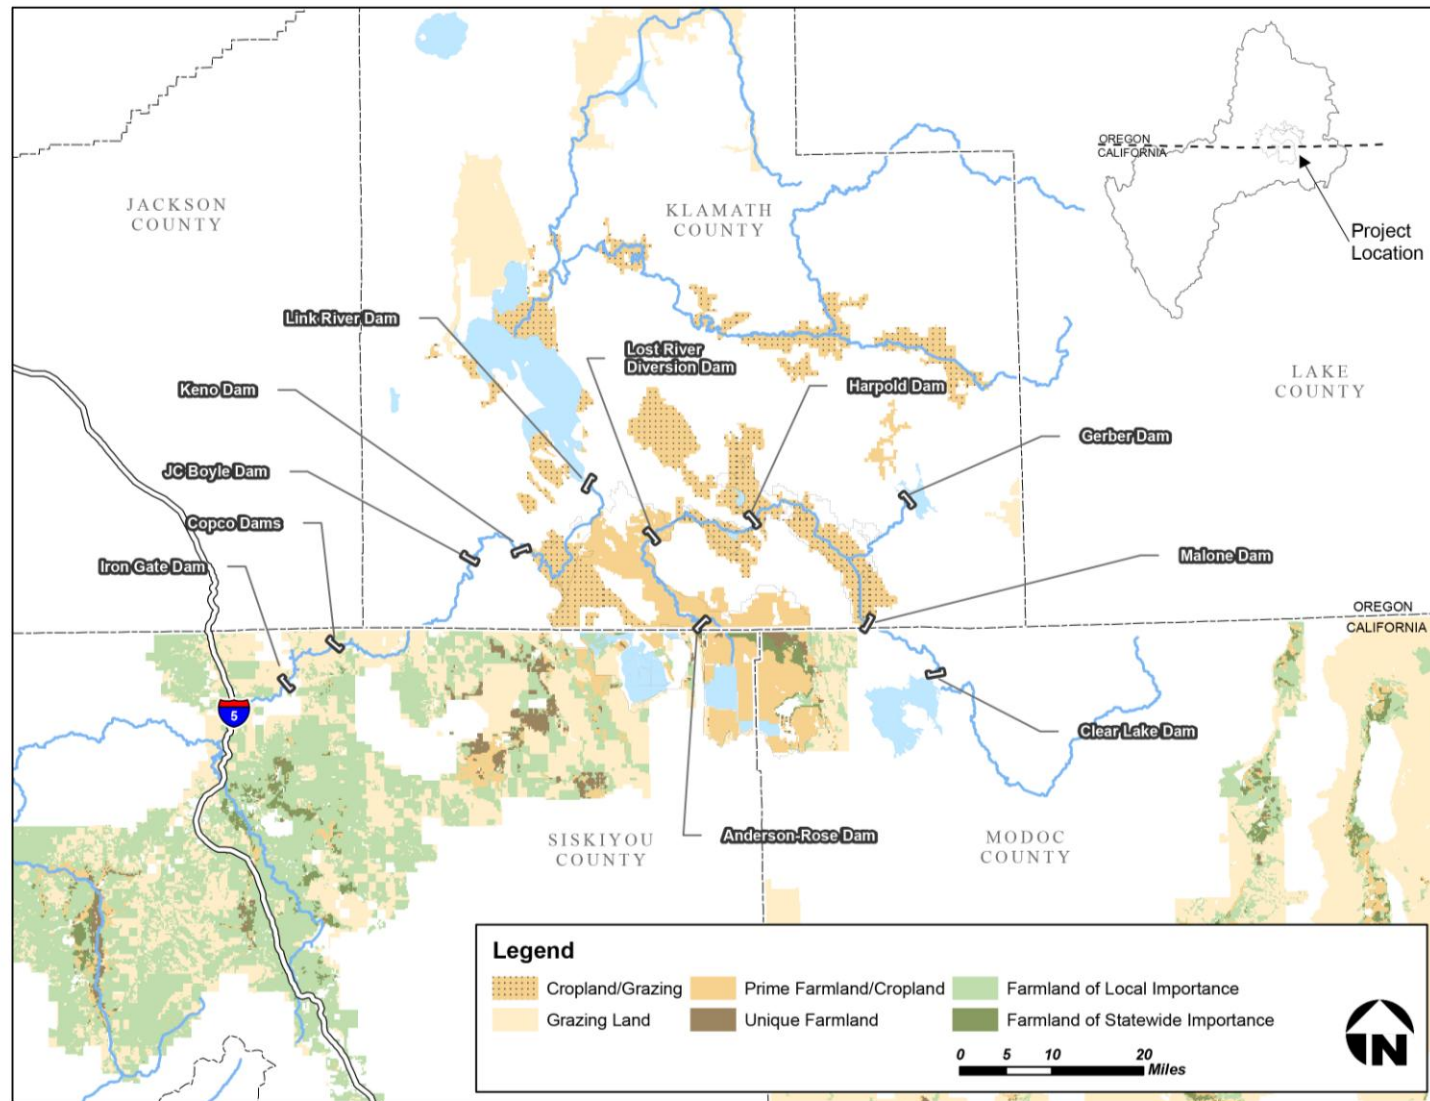 OREGON
CALIFORNIA
Project
Location
JACKSON
COUNTY
KLAMATH
COUNTY
LAKE
COUNTY
Link River Dam
Lost River
Diversion Dam
Keno Dam
Harpold Dam
Gerber Dam
JC Boyle Dam
Copco Dams
Iron Gate Dam
Malone Dam
OREGON
CALIFORNIA
5
Clear Lake Dam
Anderson-Rose Dam
SISKIYOU
COUNTY
MODOC
COUNTY
Legend
Cropland/Grazing
Prime Farmland/Cropland
Farmland of Local Importance
Grazing Land
Unique Farmland
Farmland of Statewide Importance
0 5 10 20
Miles
N